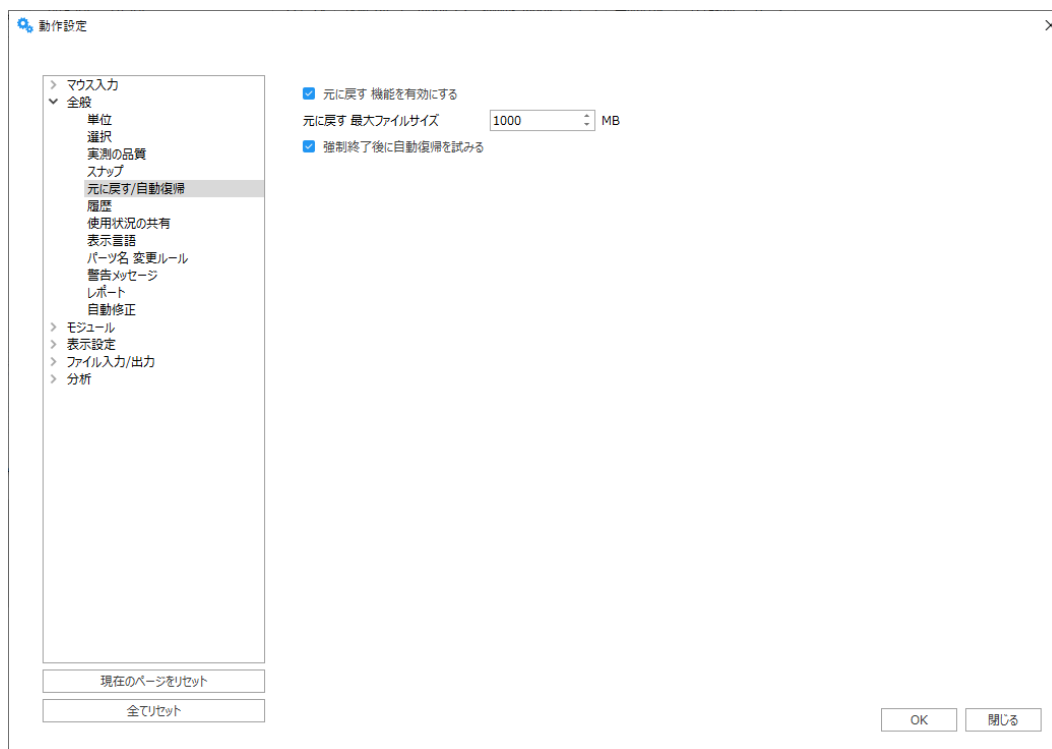 動作設定
マウス入力
全般
単位
選択
実測の品質
スナップ
元に戻す/自動復帰
履歴
使用状況の共有
表示言語
パーツ名 変更ルール
警告メッセージ
レポート
自動修正
モジュール
表示設定
ファイル入力/出力
分析
現在のページをリセット
全てリセット
元に戻す 機能を有効にする
元に戻す 最大ファイルサイズ 1000 MB
強制終了後に自動復帰を試みる
OK 閉じる